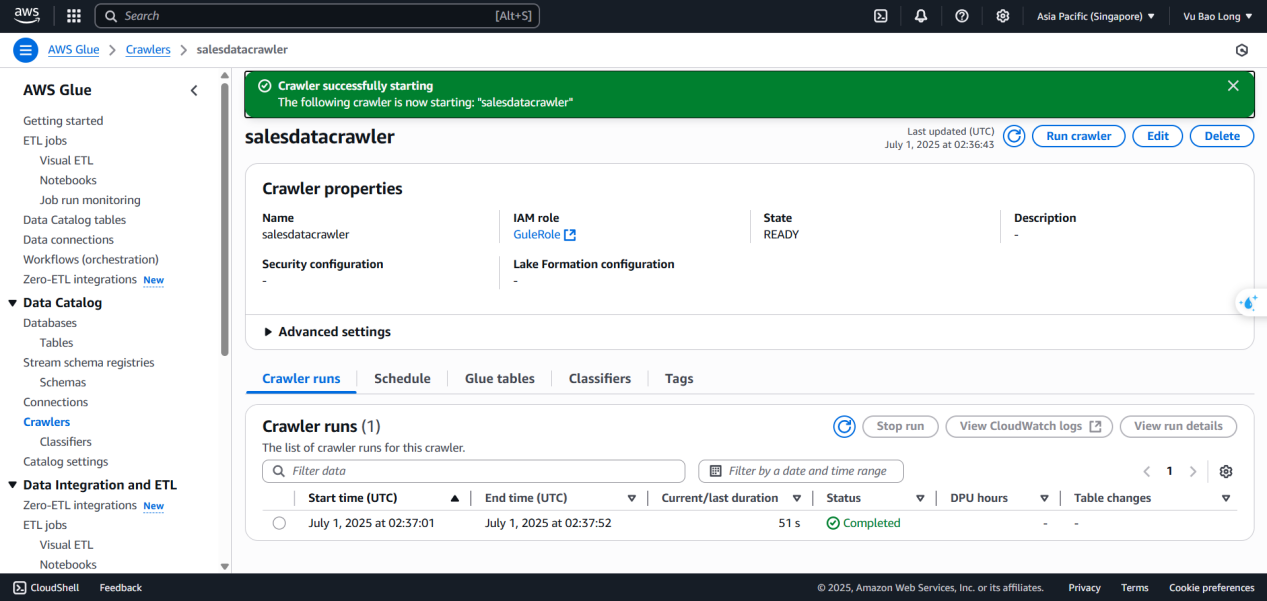 aws
Search [Alt+S]
Asia Pacific (Singapore)
Vu Bao Long
AWS Glue
Crawlers
salesdatacrawler
AWS Glue
Getting started
ETL jobs
Visual ETL
Notebooks
Job run monitoring
Data Catalog tables
Data connections
Workflows (orchestration)
Zero-ETL integrations New
Data Catalog
Databases
Tables
Stream schema registries
Schemas
Connections
Crawlers
Classifiers
Catalog settings
Data Integration and ETL
Zero-ETL integrations New
ETL jobs
Visual ETL
Notebooks
Crawler successfully starting
The following crawler is now starting: "salesdatacrawler"
salesdatacrawler
Last updated (UTC)
July 1, 2025 at 02:36:43
Run crawler
Edit
Delete
Crawler properties
Name
salesdatacrawler
IAM role
GuleRole
State
READY
Description
-
Security configuration
-
Lake Formation configuration
-
Advanced settings
Crawler runs
Schedule
Glue tables
Classifiers
Tags
Crawler runs (1)
The list of crawler runs for this crawler.
Stop run
View CloudWatch logs
View run details
Filter data
Filter by a date and time range
1
Start time (UTC) End time (UTC) Current/last duration Status DPU hours Table changes
July 1, 2025 at 02:37:01 July 1, 2025 at 02:37:52 51 s Completed - -
CloudShell
Feedback
© 2025, Amazon Web Services, Inc. or its affiliates.
Privacy
Terms
Cookie preferences